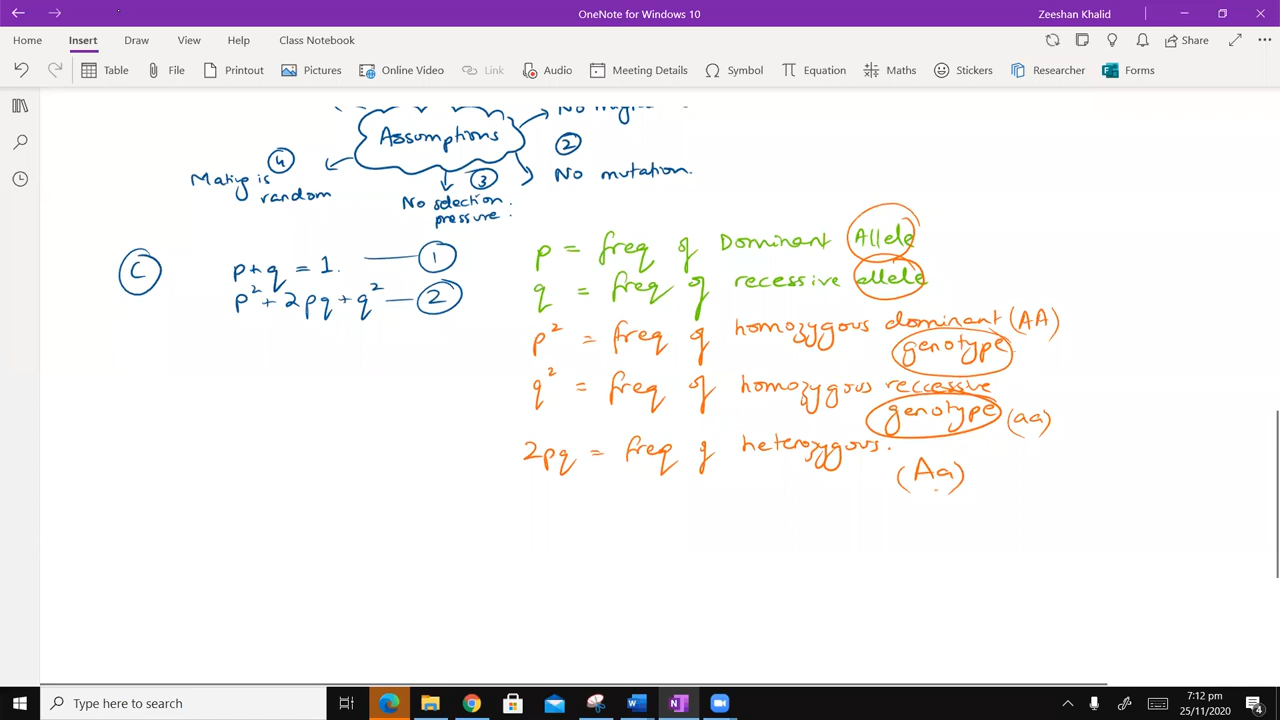 OneNote for Windows 10
Zeeshan Khalid
Home Insert Draw View Help Class Notebook
Share
Table File Printout Pictures Online Video Link Audio Meeting Details Symbol Equation Maths Stickers Researcher Forms
Assumptions
No
2
No mutation.
4
Mating is
random
3
No selection
pressure.
C
p+q = 1. 1
p² + 2pq + q² 2
p = freq of Dominant Allele
q = freq of recessive allele
p² = freq of homozygous dominant (AA)
genotype
q² = freq of homozygous reccessive
genotype (aa)
2pq = freq of heterozygous.
(Aa)
Type here to search
7:12 pm
25/11/2020
4